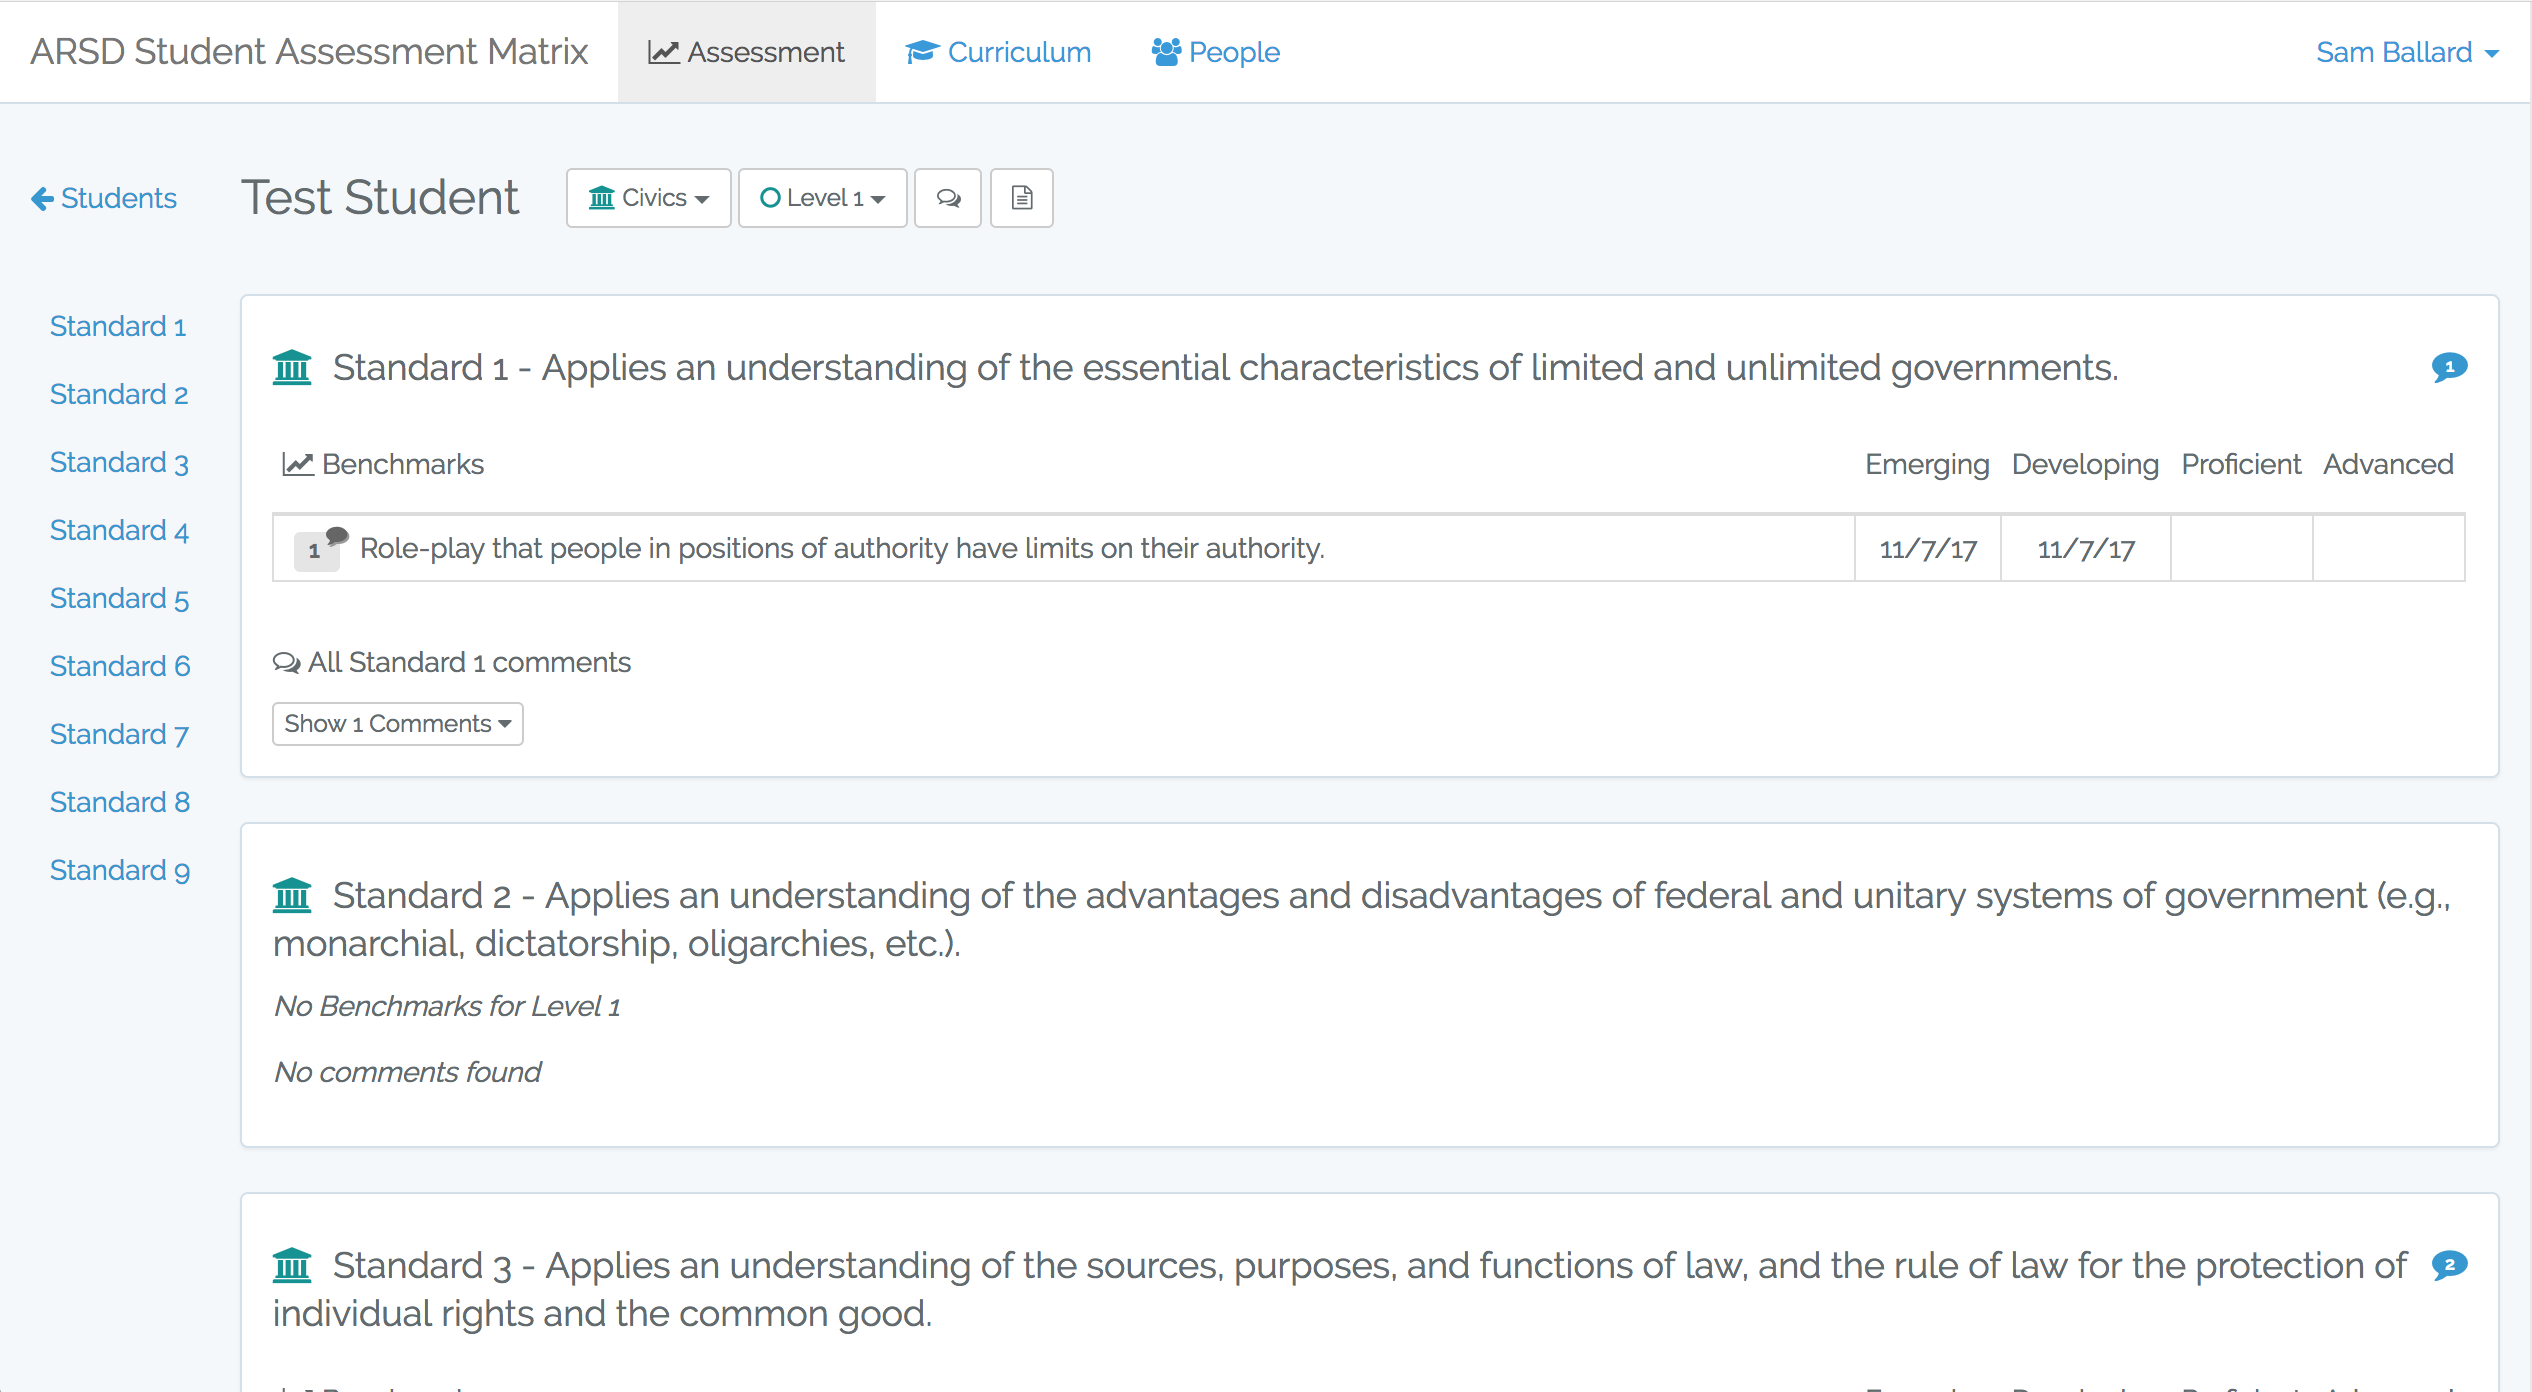 ARSD Student Assessment Matrix Assessment Curriculum People Sam Ballard
Students Test Student Civics Level 1
Standard 1
Standard 2
Standard 3
Standard 4
Standard 5
Standard 6
Standard 7
Standard 8
Standard 9
Standard 1 - Applies an understanding of the essential characteristics of limited and unlimited governments. 1
Benchmarks Emerging Developing Proficient Advanced
1 Role-play that people in positions of authority have limits on their authority. 11/7/17 11/7/17
All Standard 1 comments
Show 1 Comments
Standard 2 - Applies an understanding of the advantages and disadvantages of federal and unitary systems of government (e.g.,
monarchial, dictatorship, oligarchies, etc.).
No Benchmarks for Level 1
No comments found
Standard 3 - Applies an understanding of the sources, purposes, and functions of law, and the rule of law for the protection of 2
individual rights and the common good.